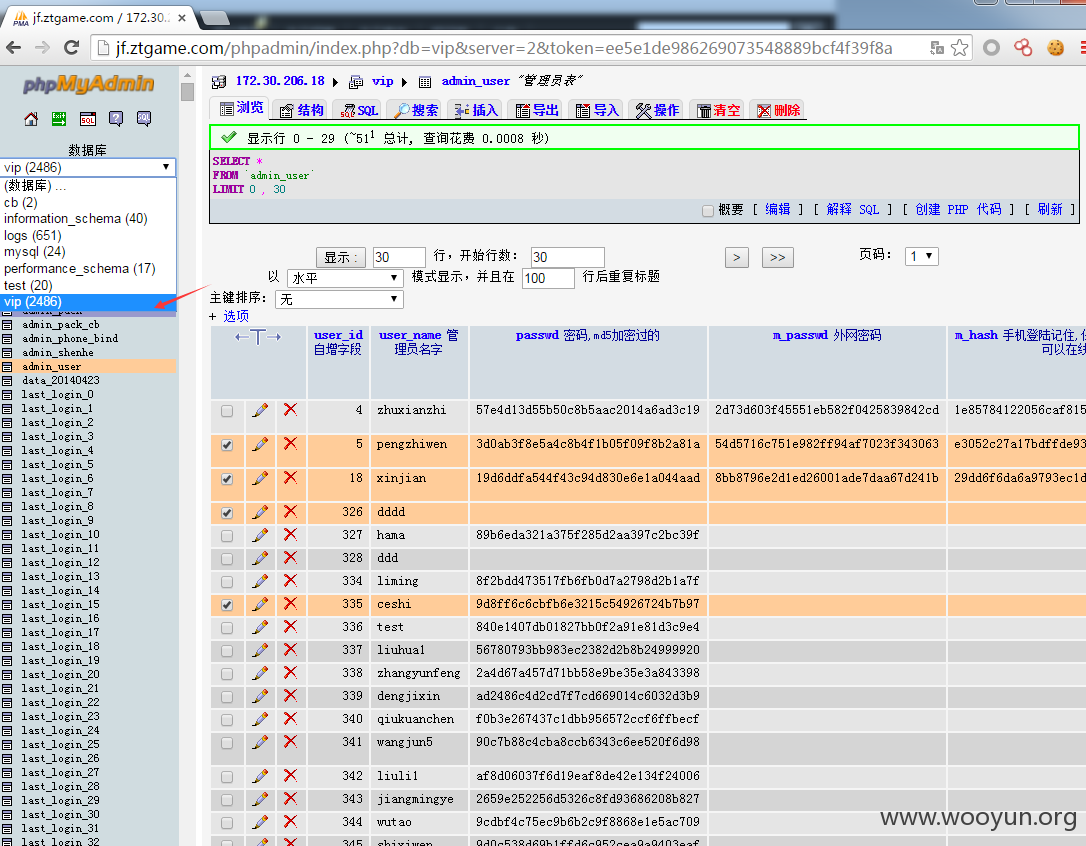 jf.ztgame.com / 172.30.
jf.ztgame.com/phpadmin/index.php?db=vip&server=2&token=ee5e1de986269073548889bcf4f39f8a
phpMyAdmin
数据库
vip (2486)
(数据库) ...
cb (2)
information_schema (40)
logs (651)
mysql (24)
performance_schema (17)
test (20)
vip (2486)
admin_pack_cb
admin_phone_bind
admin_shenhe
admin_user
data_20140423
last_login_0
last_login_1
last_login_2
last_login_3
last_login_4
last_login_5
last_login_6
last_login_7
last_login_8
last_login_9
last_login_10
last_login_11
last_login_12
last_login_13
last_login_14
last_login_15
last_login_16
last_login_17
last_login_18
last_login_19
last_login_20
last_login_21
last_login_22
last_login_23
last_login_24
last_login_25
last_login_26
last_login_27
last_login_28
last_login_29
last_login_30
last_login_31
last_login_32
172.30.206.18 vip admin_user "管理员表"
浏览 结构 SQL 搜索 插入 导出 导入 操作 清空 删除
显示行 0 - 29 (~51¹ 总计, 查询花费 0.0008 秒)
SELECT *
FROM `admin_user`
LIMIT 0 , 30
概要 [ 编辑 ] [ 解释 SQL ] [ 创建 PHP 代码 ] [ 刷新 ]
显示 : 30 行, 开始行数: 30 > >> 页码: 1
以 水平 模式显示, 并且在 100 行后重复标题
主键排序: 无
+ 选项
←T→ user_id 自增字段 user_name 管理员名字 passwd 密码,md5加密过的 m_passwd 外网密码 m_hash 手机登陆记住, 可以在线
4 zhuxianzhi 57e4d13d55b50c8b5aac2014a6ad3c19 2d73d603f45551eb582f0425839842cd 1e85784122056caf815
5 pengzhiwen 3d0ab3f8e5a4c8b4f1b05f09f8b2a81a 54d5716c751e982ff94af7023f343063 e3052c27a17bdffde93
18 xinjian 19d6ddfa544f43c94d830e6e1a044aad 8bb8796e2d1ed26001ade7daa67d241b 29dd6f6da6a9793ec1d
326 dddd
327 hama 89b6eda321a375f285d2aa397c2bc39f
328 ddd
334 liming 8f2bdd473517fb6fb0d7a2798d2b1a7f
335 ceshi 9d8ff6c6cbfb6e3215c54926724b7b97
336 test 840e1407db01827bb0f2a91e81d3c9e4
337 liuhua1 56780793bb983ec2382d2b8b24999920
338 zhangyunfeng 2a4d67a457d71bb58e9be35e3a843398
339 dengjixin ad2486c4d2cd7f7cd669014c6032d3b9
340 qiukuanchen f0b3e267437c1dbb956572ccf6ffbecf
341 wangjun5 90c7b88c4cba8ccb6343c6ee520f6d98
342 liuli1 af8d06037f6d19eaf8de42e134f24006
343 jiangmingye 2659e252256d5326c8fd93686208b827
344 wutao 9cdbf4c75ec9b6b2c9f8868e1e5ac709
345 shixiwen
www.wooyun.org